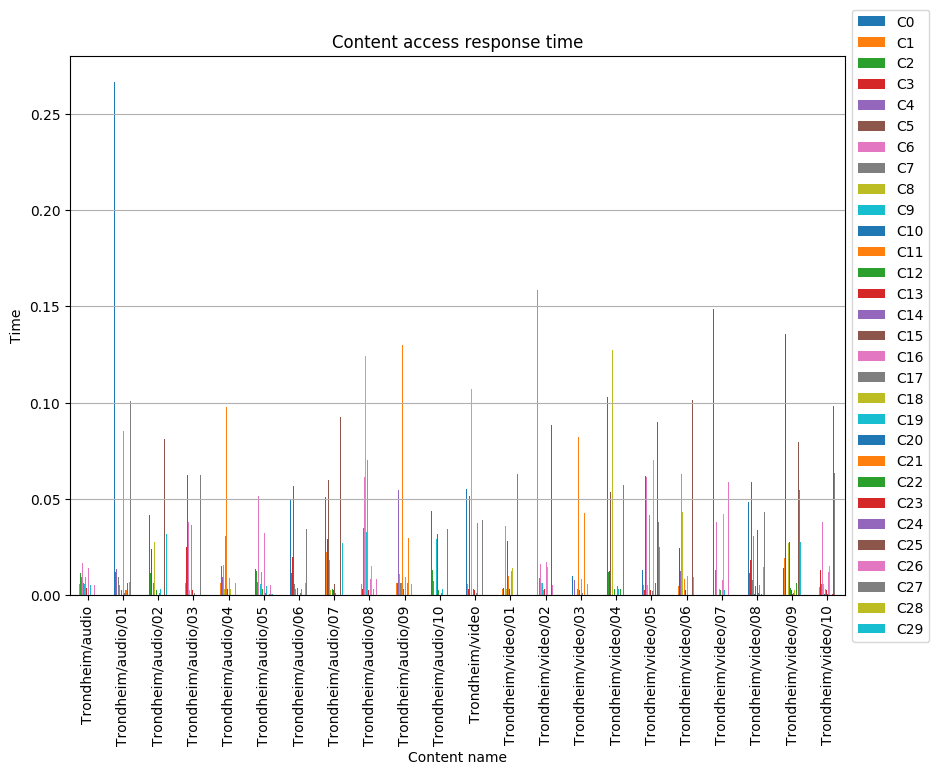 Content access response time
Time
0.25
0.20
0.15
0.10
0.05
0.00
Trondheim/audio
Trondheim/audio/01
Trondheim/audio/02
Trondheim/audio/03
Trondheim/audio/04
Trondheim/audio/05
Trondheim/audio/06
Trondheim/audio/07
Trondheim/audio/08
Trondheim/audio/09
Trondheim/audio/10
Trondheim/video
Trondheim/video/01
Trondheim/video/02
Trondheim/video/03
Trondheim/video/04
Trondheim/video/05
Trondheim/video/06
Trondheim/video/07
Trondheim/video/08
Trondheim/video/09
Trondheim/video/10
Content name
C0
C1
C2
C3
C4
C5
C6
C7
C8
C9
C10
C11
C12
C13
C14
C15
C16
C17
C18
C19
C20
C21
C22
C23
C24
C25
C26
C27
C28
C29